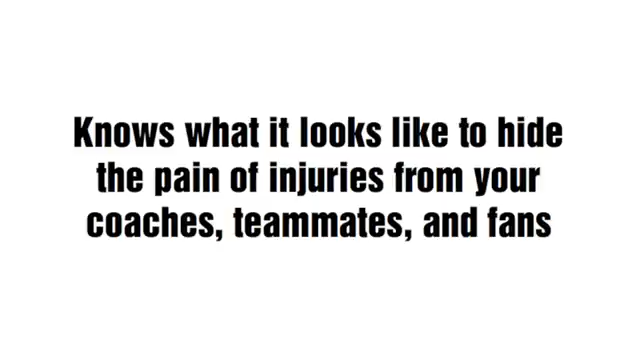 Knows what it looks like to hide
the pain of injuries from your
coaches, teammates, and fans